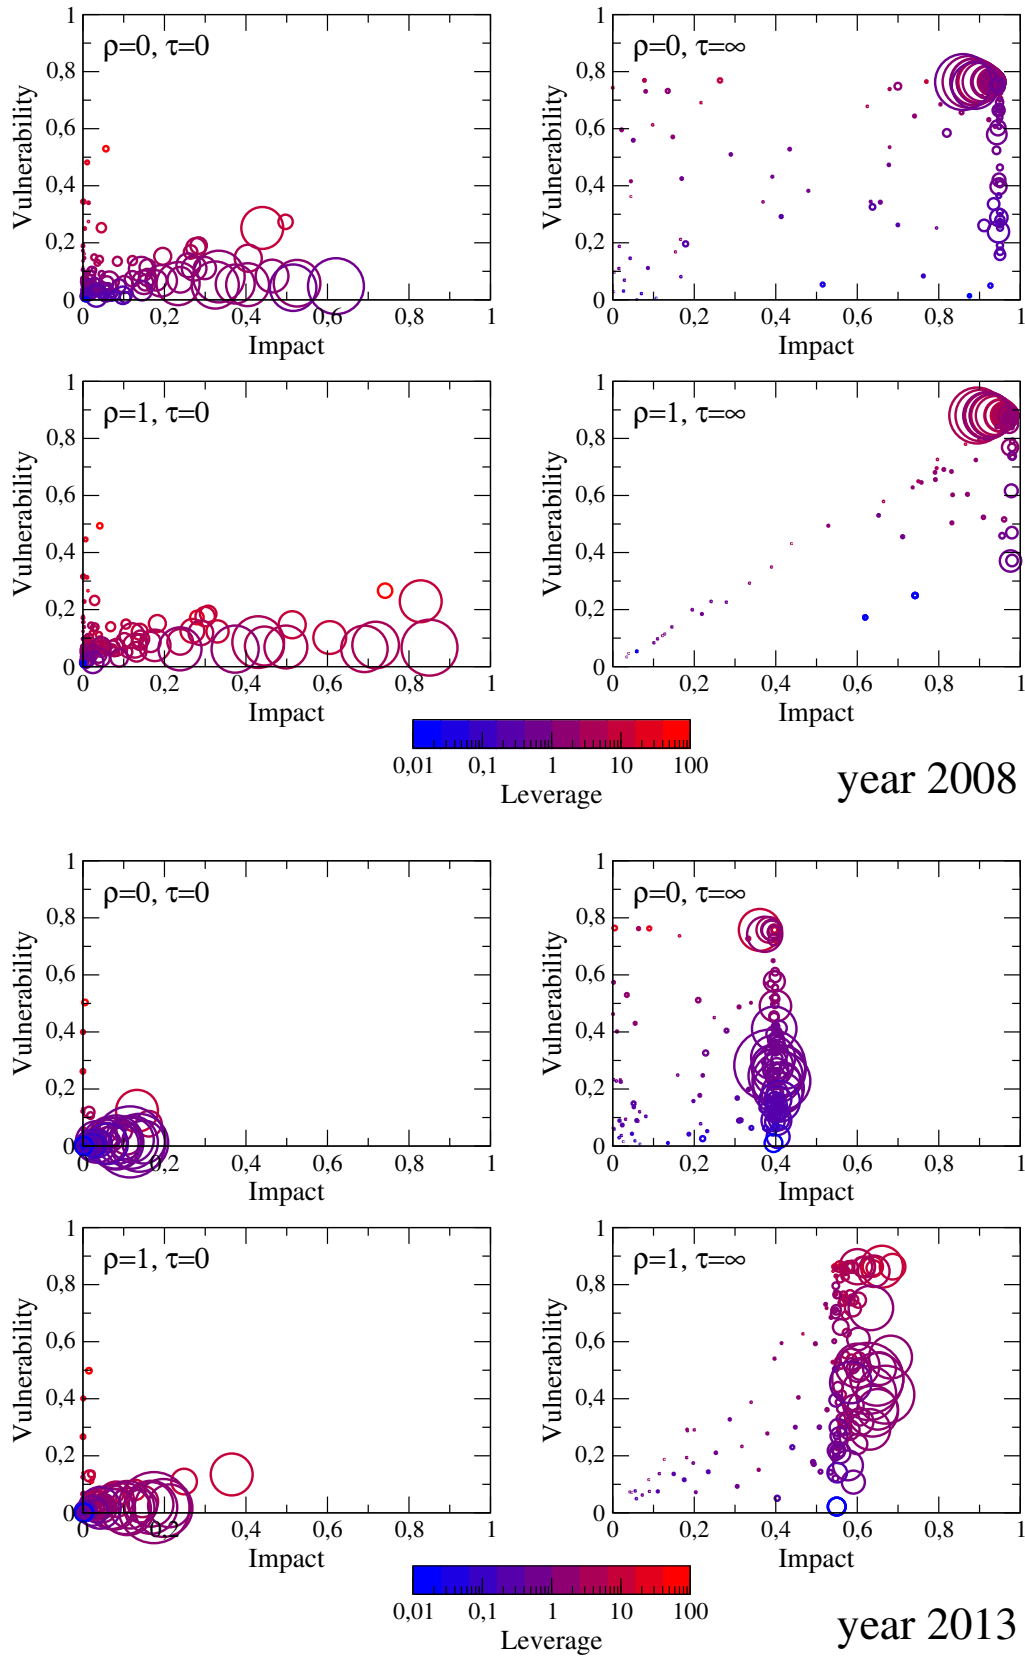 ρ=0, τ=0
1
0,8
0,6
0,4
0,2
0
Vulnerability
0 0,2 0,4 0,6 0,8 1
Impact
ρ=0, τ=∞
1
0,8
0,6
0,4
0,2
0
Vulnerability
0 0,2 0,4 0,6 0,8 1
Impact
ρ=1, τ=0
1
0,8
0,6
0,4
0,2
0
Vulnerability
0 0,2 0,4 0,6 0,8 1
Impact
ρ=1, τ=∞
1
0,8
0,6
0,4
0,2
0
Vulnerability
0 0,2 0,4 0,6 0,8 1
Impact
0,01 0,1 1 10 100
Leverage
year 2008
ρ=0, τ=0
1
0,8
0,6
0,4
0,2
0
Vulnerability
0 0,2 0,4 0,6 0,8 1
Impact
ρ=0, τ=∞
1
0,8
0,6
0,4
0,2
0
Vulnerability
0 0,2 0,4 0,6 0,8 1
Impact
ρ=1, τ=0
1
0,8
0,6
0,4
0,2
0
Vulnerability
0 0,2 0,4 0,6 0,8 1
Impact
ρ=1, τ=∞
1
0,8
0,6
0,4
0,2
0
Vulnerability
0 0,2 0,4 0,6 0,8 1
Impact
0,01 0,1 1 10 100
Leverage
year 2013